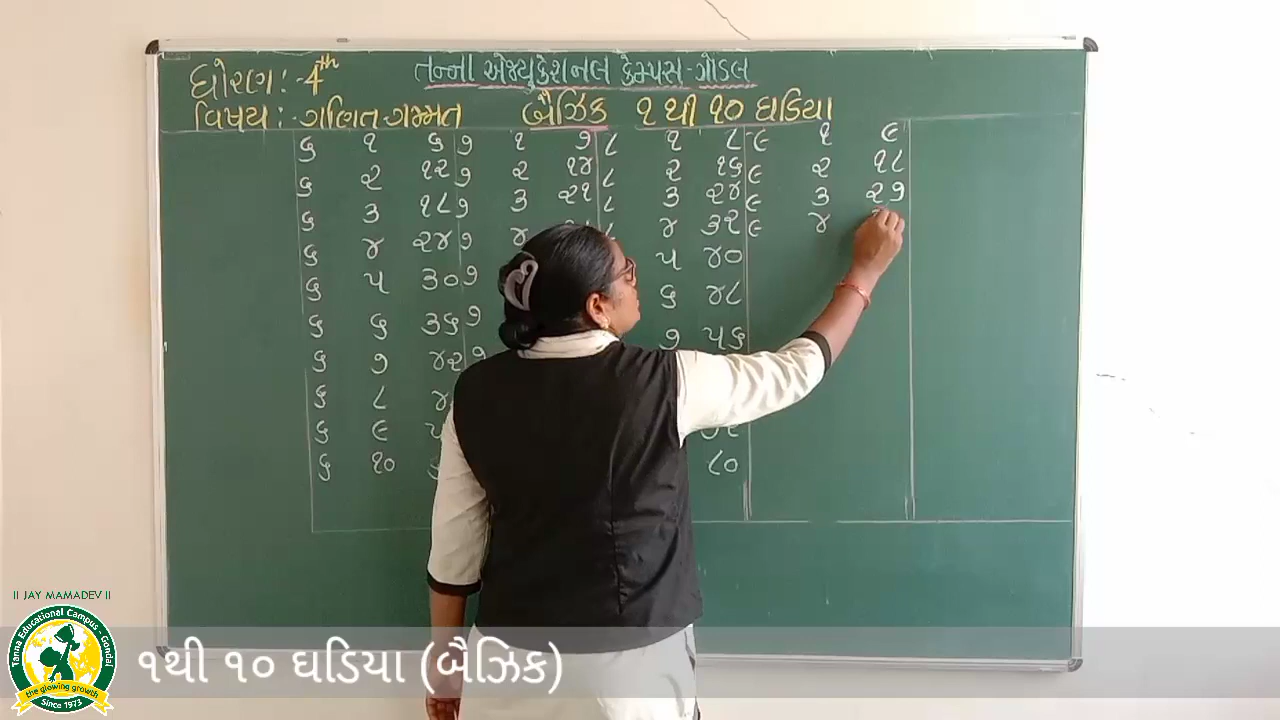 ધોરણ :- 4th
તન્ના એજ્યુકેશનલ કેમ્પસ - ગોંડલ
વિષય :- ગણિત-ગમ્મત બૈઝિક ૧ થી ૧૦ ઘડિયા
૬ ૧ ૬ ૭ ૧ ૭ ૮ ૧ ૮ ૯ ૧ ૯
૬ ૨ ૧૨ ૭ ૨ ૧૪ ૮ ૨ ૧૬ ૯ ૨ ૧૮
૬ ૩ ૧૮ ૭ ૩ ૨૧ ૮ ૩ ૨૪ ૯ ૩ ૨૭
૬ ૪ ૨૪ ૭ ૪ ૮ ૪ ૩૨ ૯ ૪
૬ ૫ ૩૦ ૭ ૫ ૪૦
૬ ૬ ૩૬ ૭ ૬ ૪૮
૬ ૭ ૪૨ ૭ ૭ ૫૬
૬ ૮
૬ ૯
૬ ૧૦ ૮૦
II JAY MAMADEV II
Tanna Educational Campus - Gondal
the glowing growth
Since 1973
૧થી ૧૦ ઘડિયા (બૈઝિક)